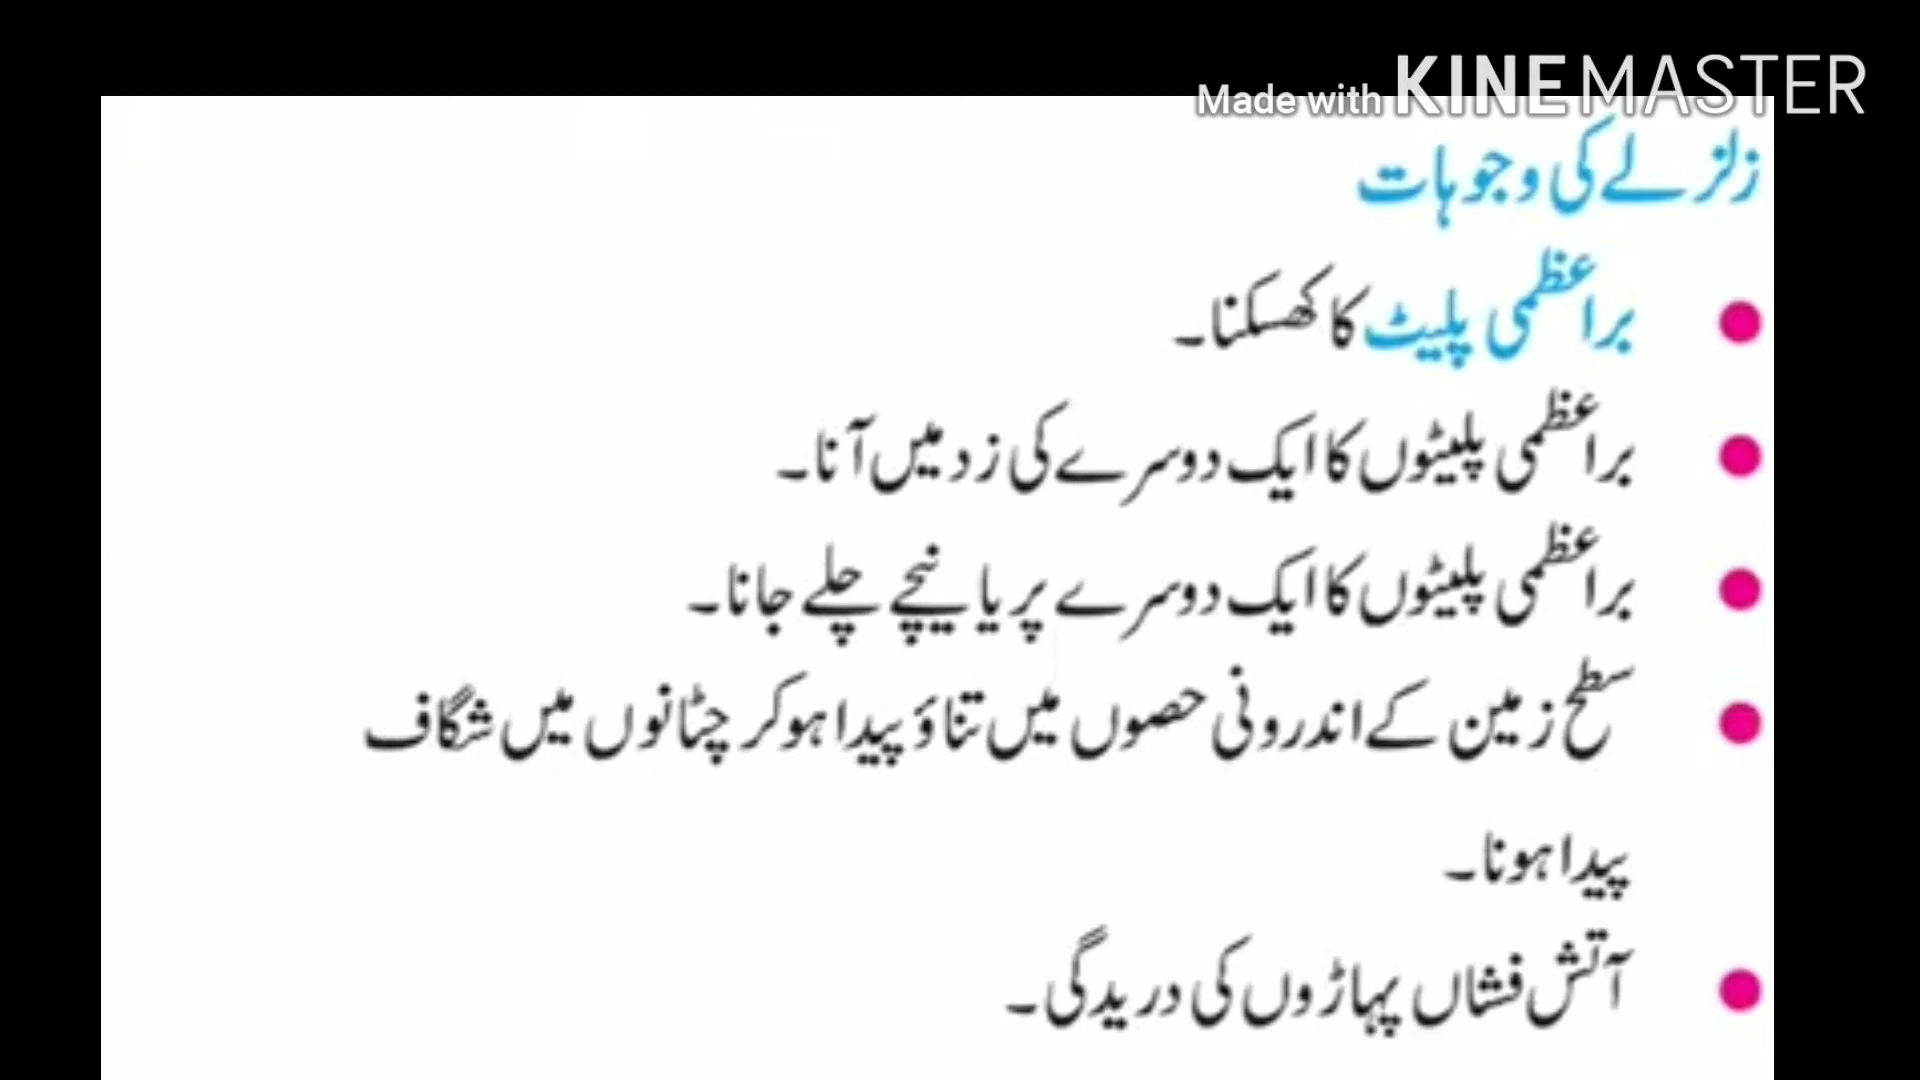 Made with KINEMASTER
زلزلے کی وجوہات
● براعظمی پلیٹ کا کھسکنا۔
● براعظمی پلیٹوں کا ایک دوسرے کی زد میں آنا۔
● براعظمی پلیٹوں کا ایک دوسرے پر یا نیچے چلے جانا۔
● سطح زمین کے اندرونی حصوں میں تناؤ پیدا ہوکر چٹانوں میں شگاف
پیدا ہونا۔
● آتش فشاں پہاڑوں کی دریدگی۔